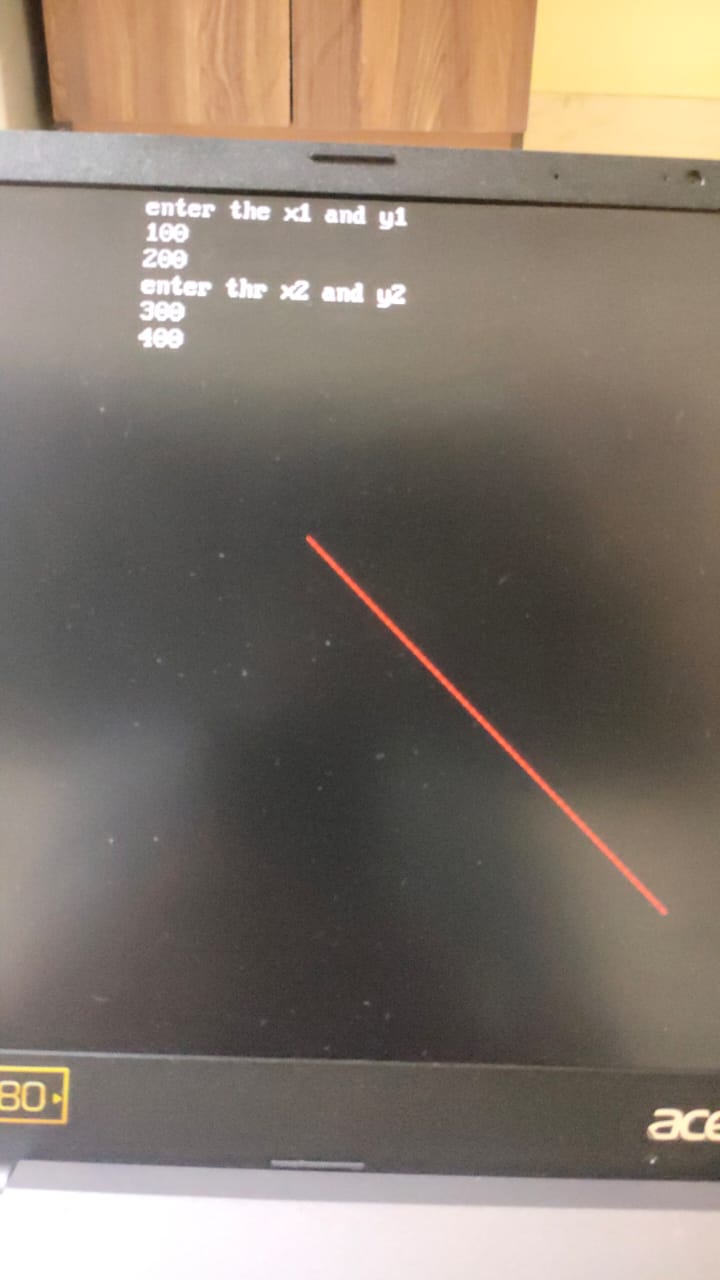 enter the x1 and y1
100
200
enter thr x2 and y2
300
400
80
ace